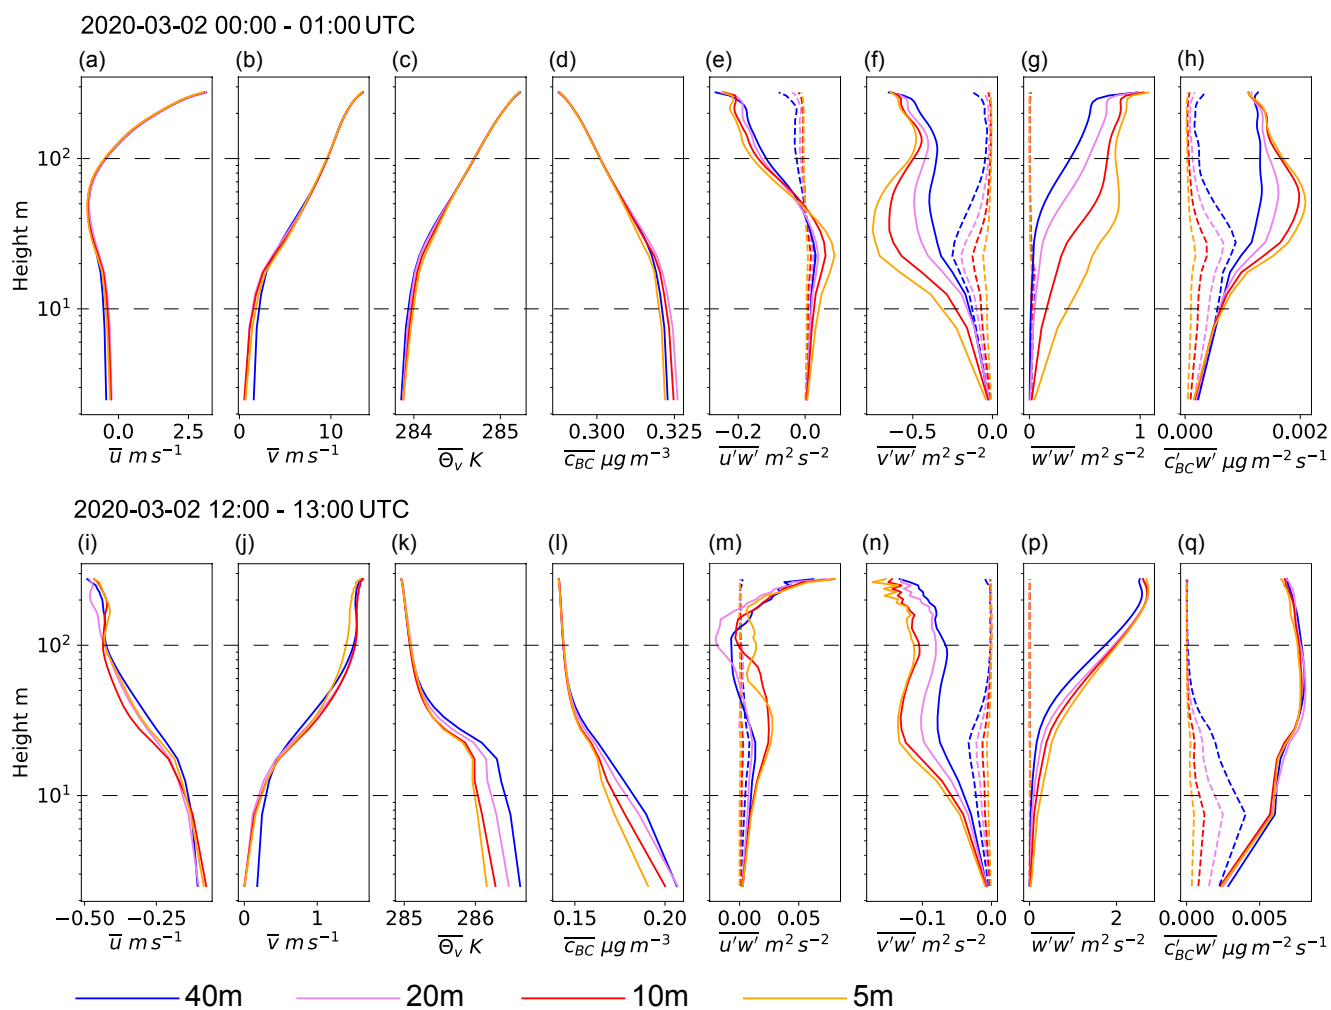 2020-03-02 00:00 - 01:00 UTC
(a) (b) (c) (d) (e) (f) (g) (h)
Height m
10²
10¹
0.0 2.5 0 10 284 285 0.300 0.325 −0.2 0.0 −0.5 0.0 0 1 0.000 0.002
u̅ m s⁻¹ v̅ m s⁻¹ Θᵥ K c_BC μg m⁻³ u′w′ m² s⁻² v′w′ m² s⁻² w′w′ m² s⁻² c′_BC w′ μg m⁻² s⁻¹
2020-03-02 12:00 - 13:00 UTC
(i) (j) (k) (l) (m) (n) (p) (q)
Height m
10²
10¹
−0.50 −0.25 0 1 285 286 0.15 0.20 0.00 0.05 −0.1 0.0 0 2 0.000 0.005
u̅ m s⁻¹ v̅ m s⁻¹ Θᵥ K c_BC μg m⁻³ u′w′ m² s⁻² v′w′ m² s⁻² w′w′ m² s⁻² c′_BC w′ μg m⁻² s⁻¹
40m 20m 10m 5m